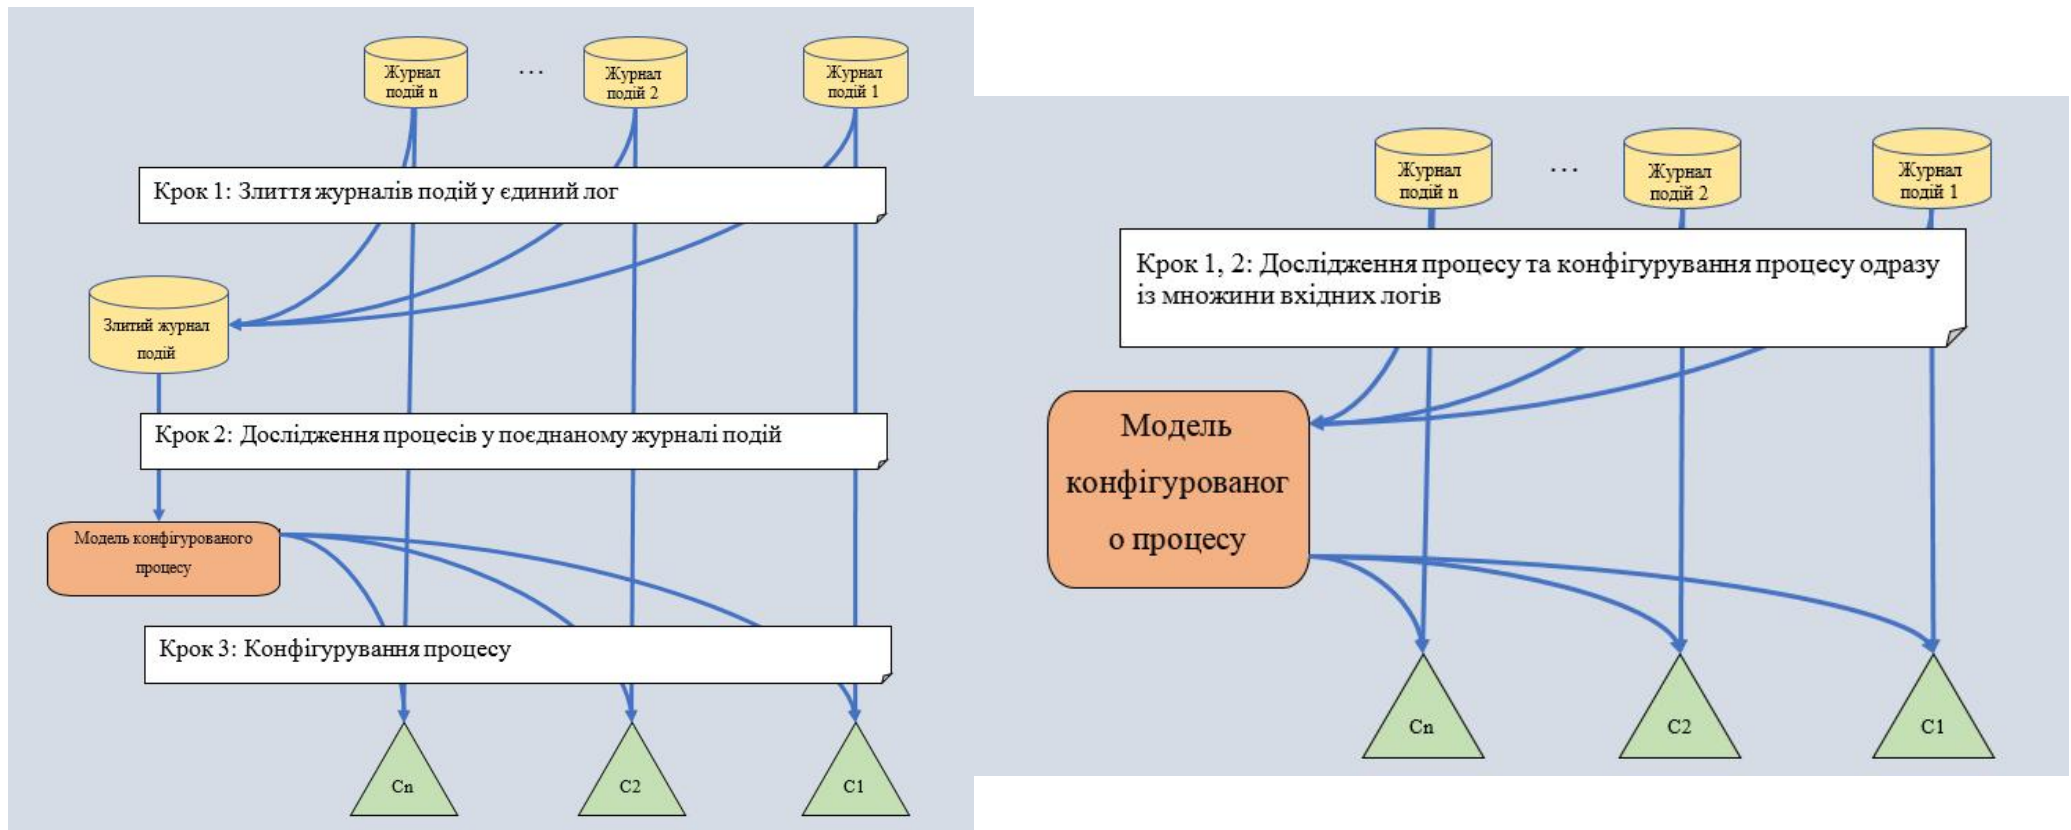 Журнал
подій n
...
Журнал
подій 2
Журнал
подій 1
Крок 1: Злиття журналів подій у єдиний лог
Злитий журнал
подій
Крок 2: Дослідження процесів у поєднаному журналі подій
Модель конфігурованого
процесу
Крок 3: Конфігурування процесу
Cn
C2
C1
Журнал
подій n
...
Журнал
подій 2
Журнал
подій 1
Крок 1, 2: Дослідження процесу та конфігурування процесу одразу
із множини вхідних логів
Модель
конфігурованог
о процесу
Cn
C2
C1